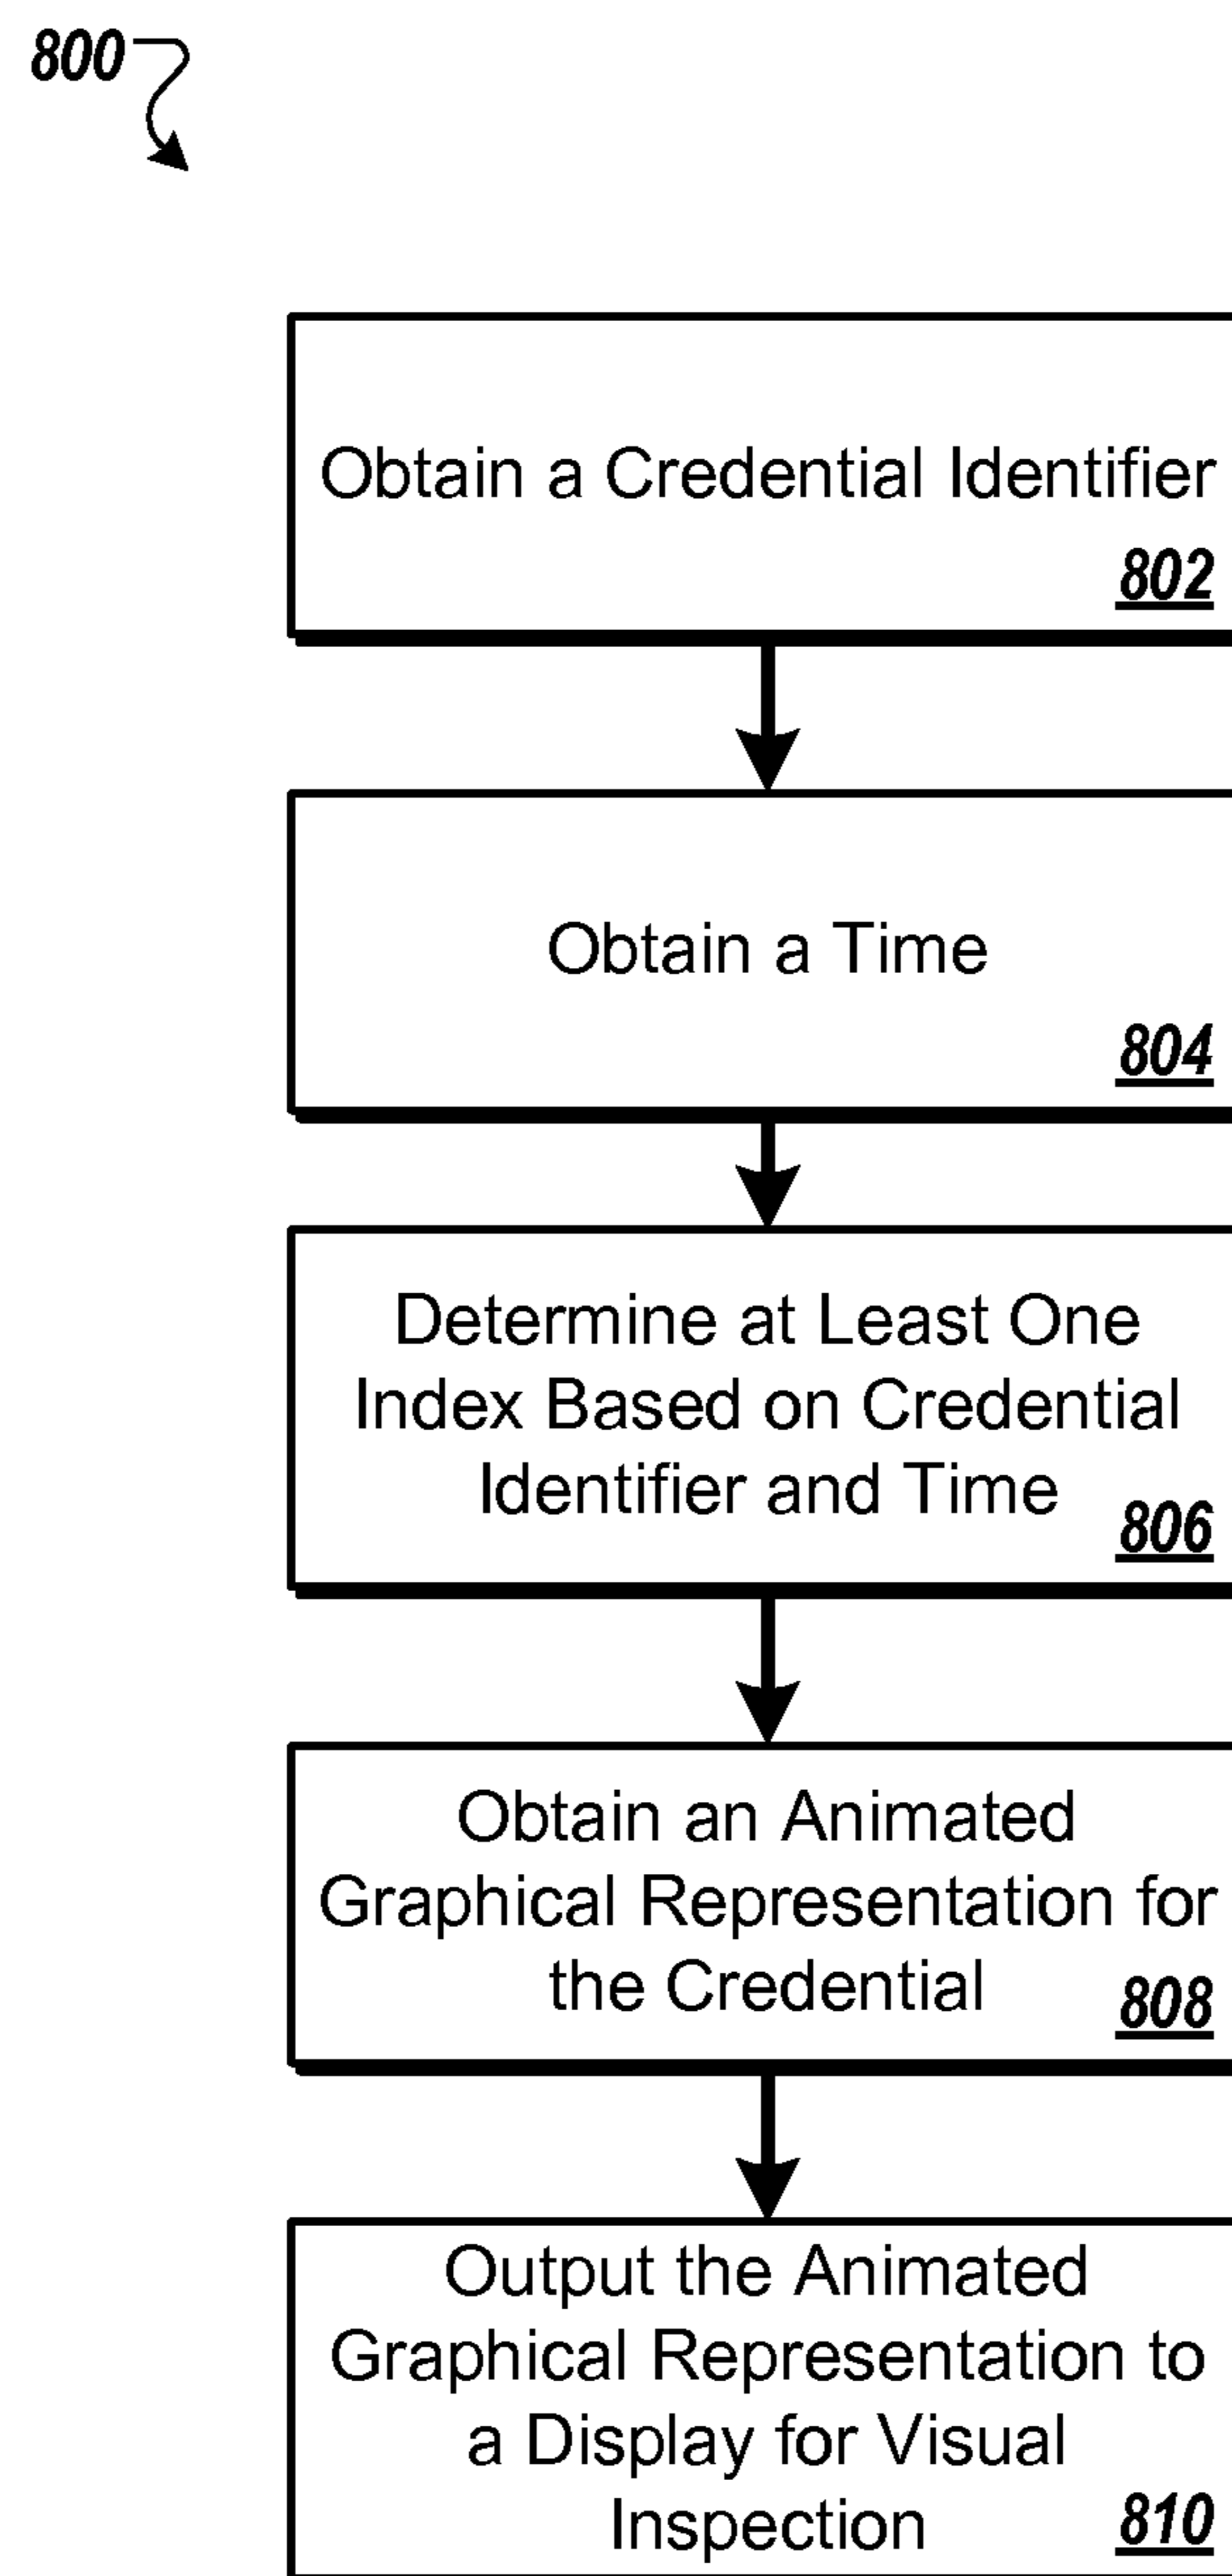 800
Obtain a Credential Identifier
802
Obtain a Time
804
Determine at Least One
Index Based on Credential
Identifier and Time
806
Obtain an Animated
Graphical Representation for
the Credential
808
Output the Animated
Graphical Representation to
a Display for Visual
Inspection
810